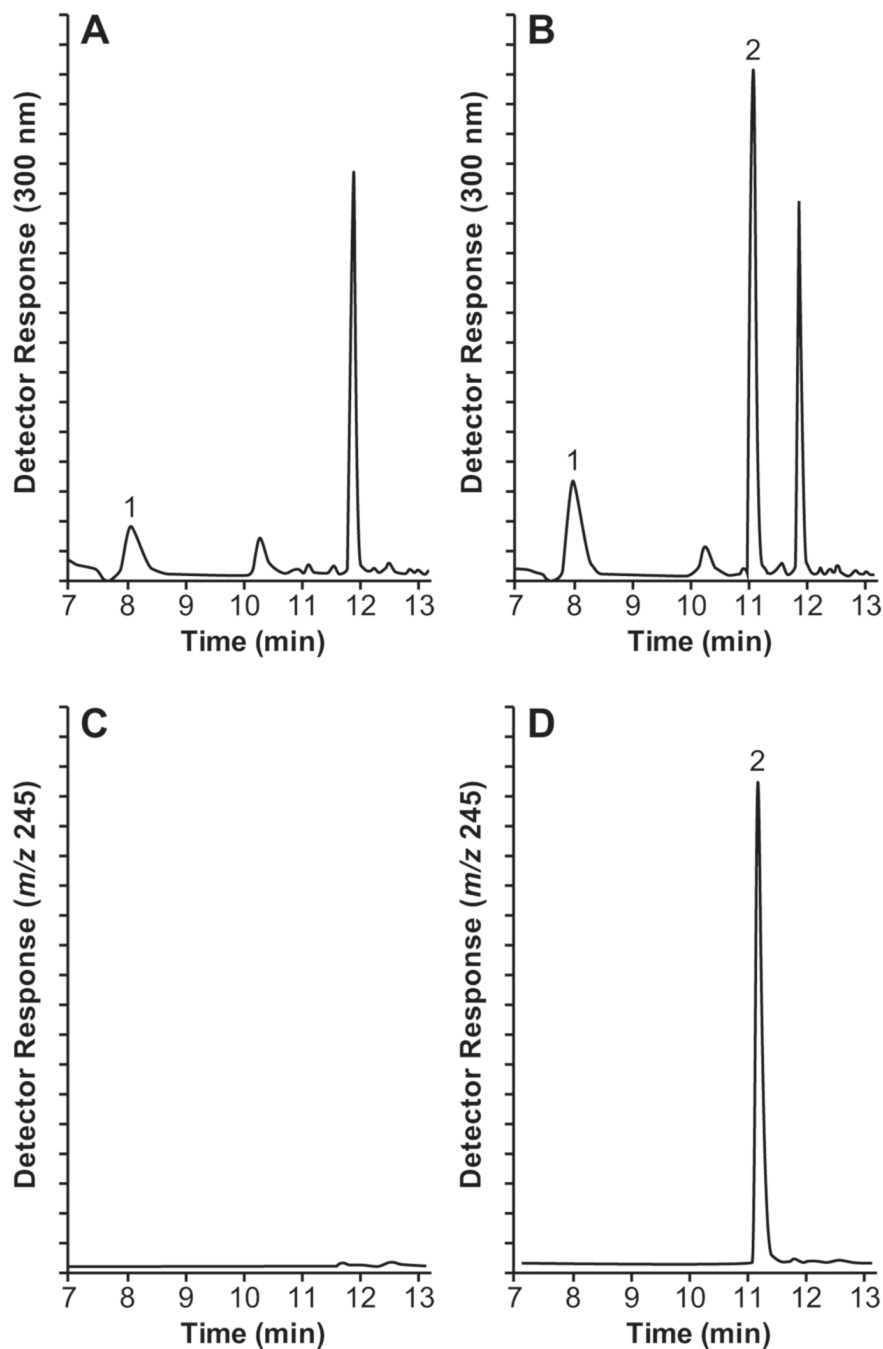 A
Detector Response (300 nm)
1
7 8 9 10 11 12 13
Time (min)
B
Detector Response (300 nm)
2
1
7 8 9 10 11 12 13
Time (min)
C
Detector Response (m/z 245)
7 8 9 10 11 12 13
Time (min)
D
Detector Response (m/z 245)
2
7 8 9 10 11 12 13
Time (min)